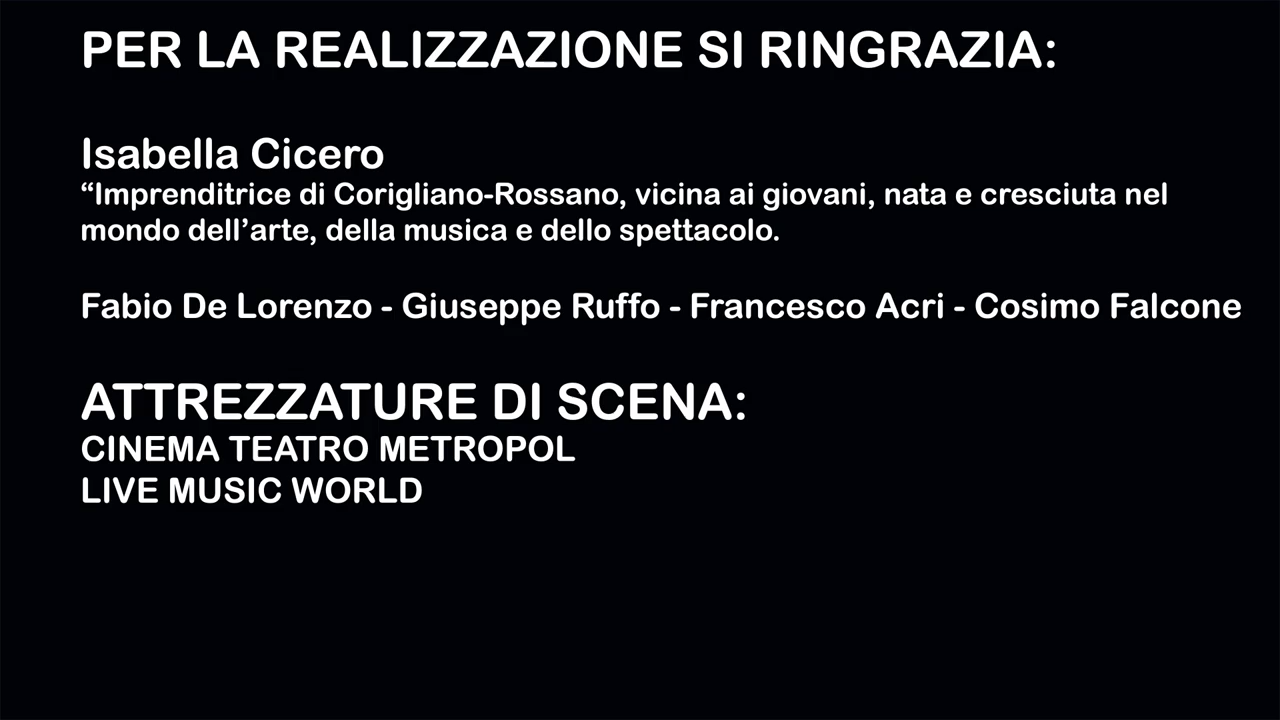 PER LA REALIZZAZIONE SI RINGRAZIA:
Isabella Cicero
“Imprenditrice di Corigliano-Rossano, vicina ai giovani, nata e cresciuta nel
mondo dell’arte, della musica e dello spettacolo.
Fabio De Lorenzo - Giuseppe Ruffo - Francesco Acri - Cosimo Falcone
ATTREZZATURE DI SCENA:
CINEMA TEATRO METROPOL
LIVE MUSIC WORLD